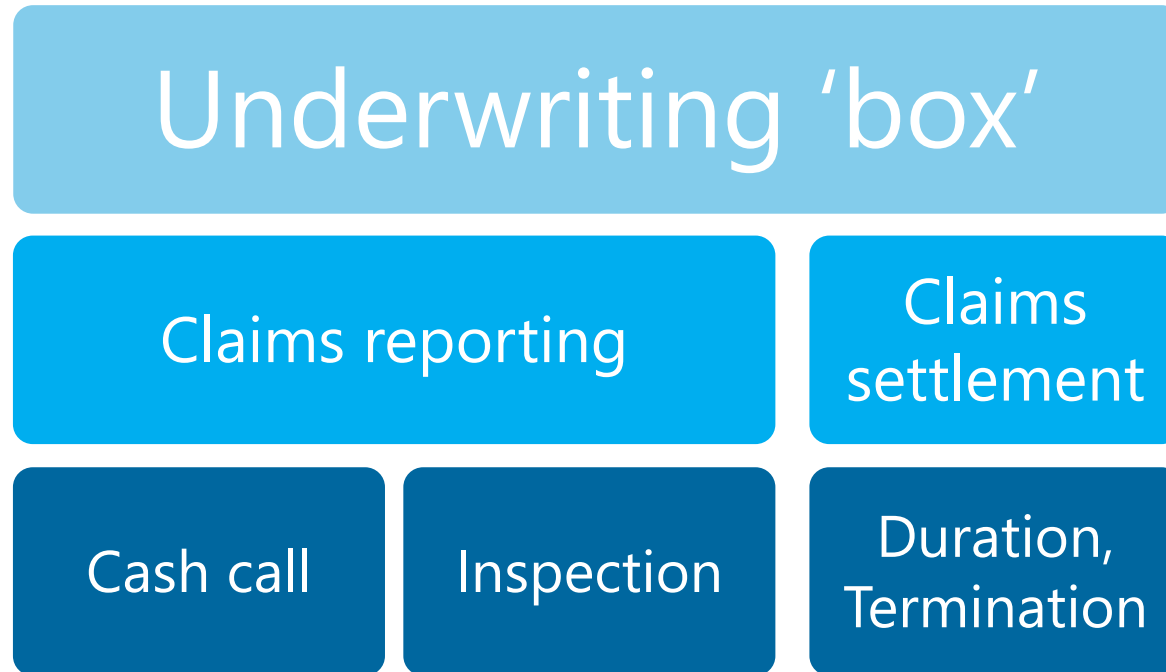 Underwriting ‘box’
Claims reporting
Claims
settlement
Cash call
Inspection
Duration,
Termination